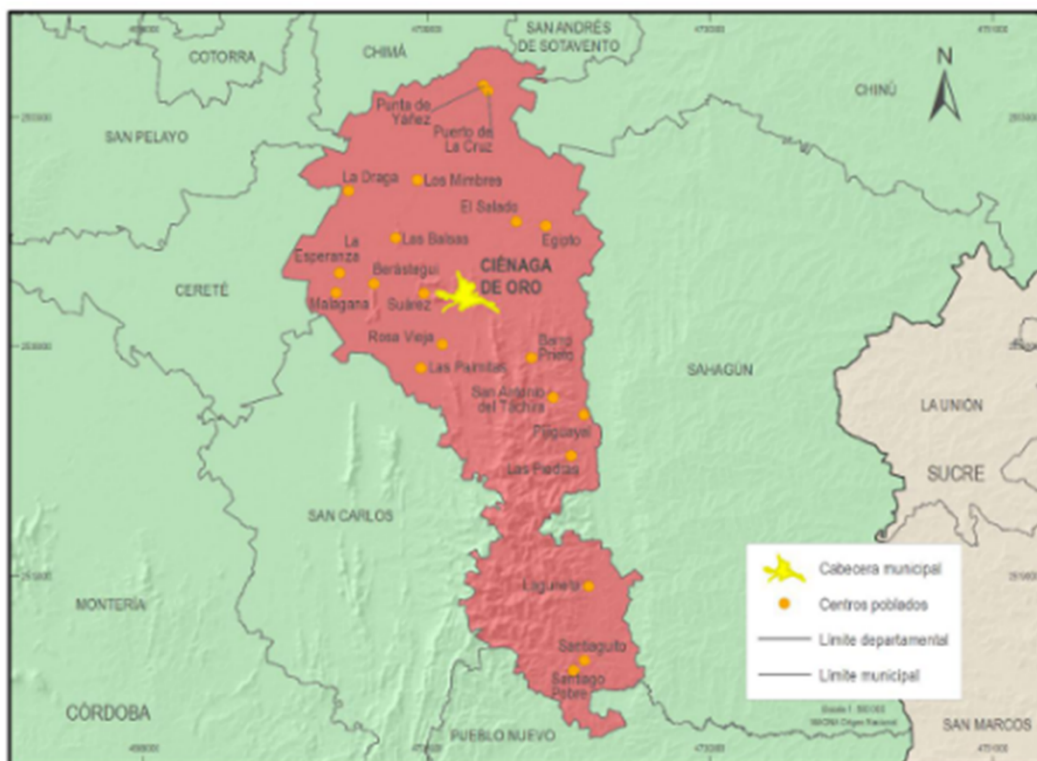 SAN ANDRÉS
DE SOTAVENTO
COTORRA
CHIMÁ
N
CHINÚ
Punta de
Yáñez
SAN PELAYO
Puerto de
La Cruz
La Draga
Los Mimbres
El Salado
Egipto
Las Balsas
La
Esperanza
Berástegui
CIÉNAGA
DE ORO
CERETÉ
Malagana
Suárez
Rosa Vieja
Barro
Prieto
Las Palmitas
SAHAGÚN
San Antonio
del Táchira
LA UNIÓN
Pijiguayal
Las Piedras
SUCRE
SAN CARLOS
Cabecera municipal
Laguneta
Centros poblados
MONTERÍA
Límite departamental
Santiaguito
Límite municipal
Santiago
Pobre
CÓRDOBA
SAN MARCOS
PUEBLO NUEVO